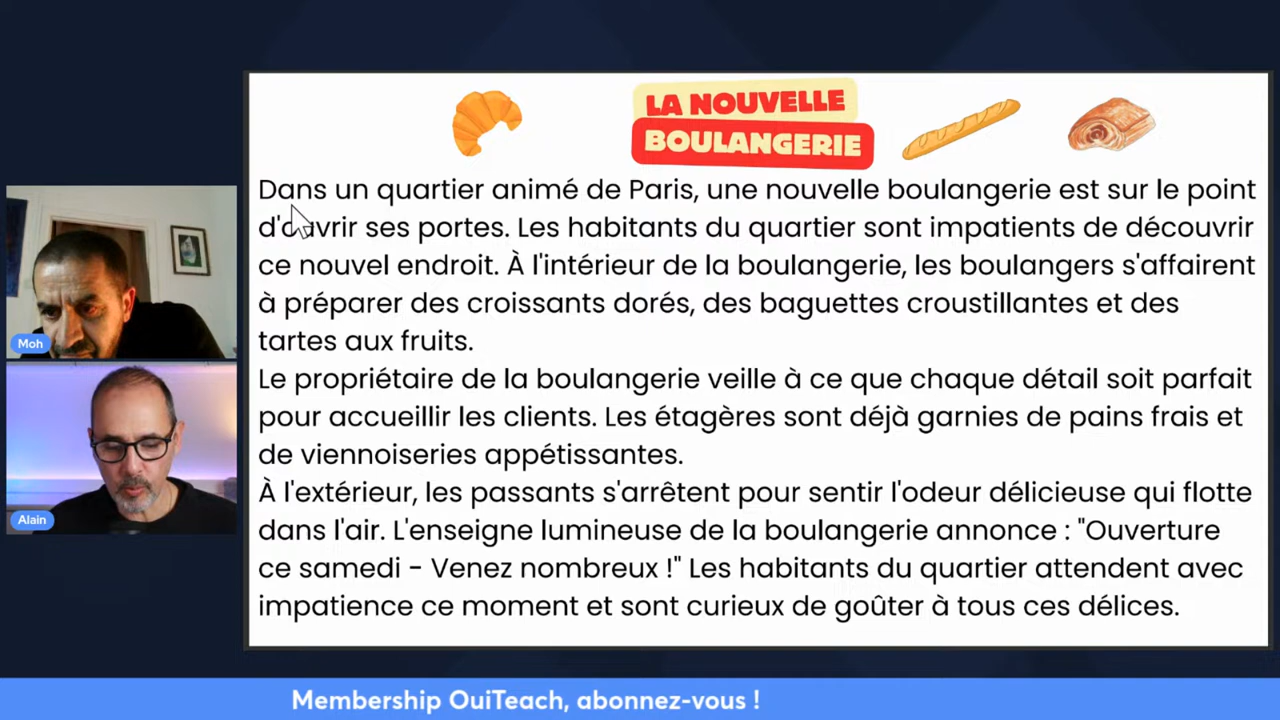 LA NOUVELLE
BOULANGERIE
Dans un quartier animé de Paris, une nouvelle boulangerie est sur le point
d'ouvrir ses portes. Les habitants du quartier sont impatients de découvrir
ce nouvel endroit. À l'intérieur de la boulangerie, les boulangers s'affairent
à préparer des croissants dorés, des baguettes croustillantes et des
tartes aux fruits.
Le propriétaire de la boulangerie veille à ce que chaque détail soit parfait
pour accueillir les clients. Les étagères sont déjà garnies de pains frais et
de viennoiseries appétissantes.
À l'extérieur, les passants s'arrêtent pour sentir l'odeur délicieuse qui flotte
dans l'air. L'enseigne lumineuse de la boulangerie annonce : "Ouverture
ce samedi - Venez nombreux !" Les habitants du quartier attendent avec
impatience ce moment et sont curieux de goûter à tous ces délices.
Moh
Alain
Membership OuiTeach, abonnez-vous !